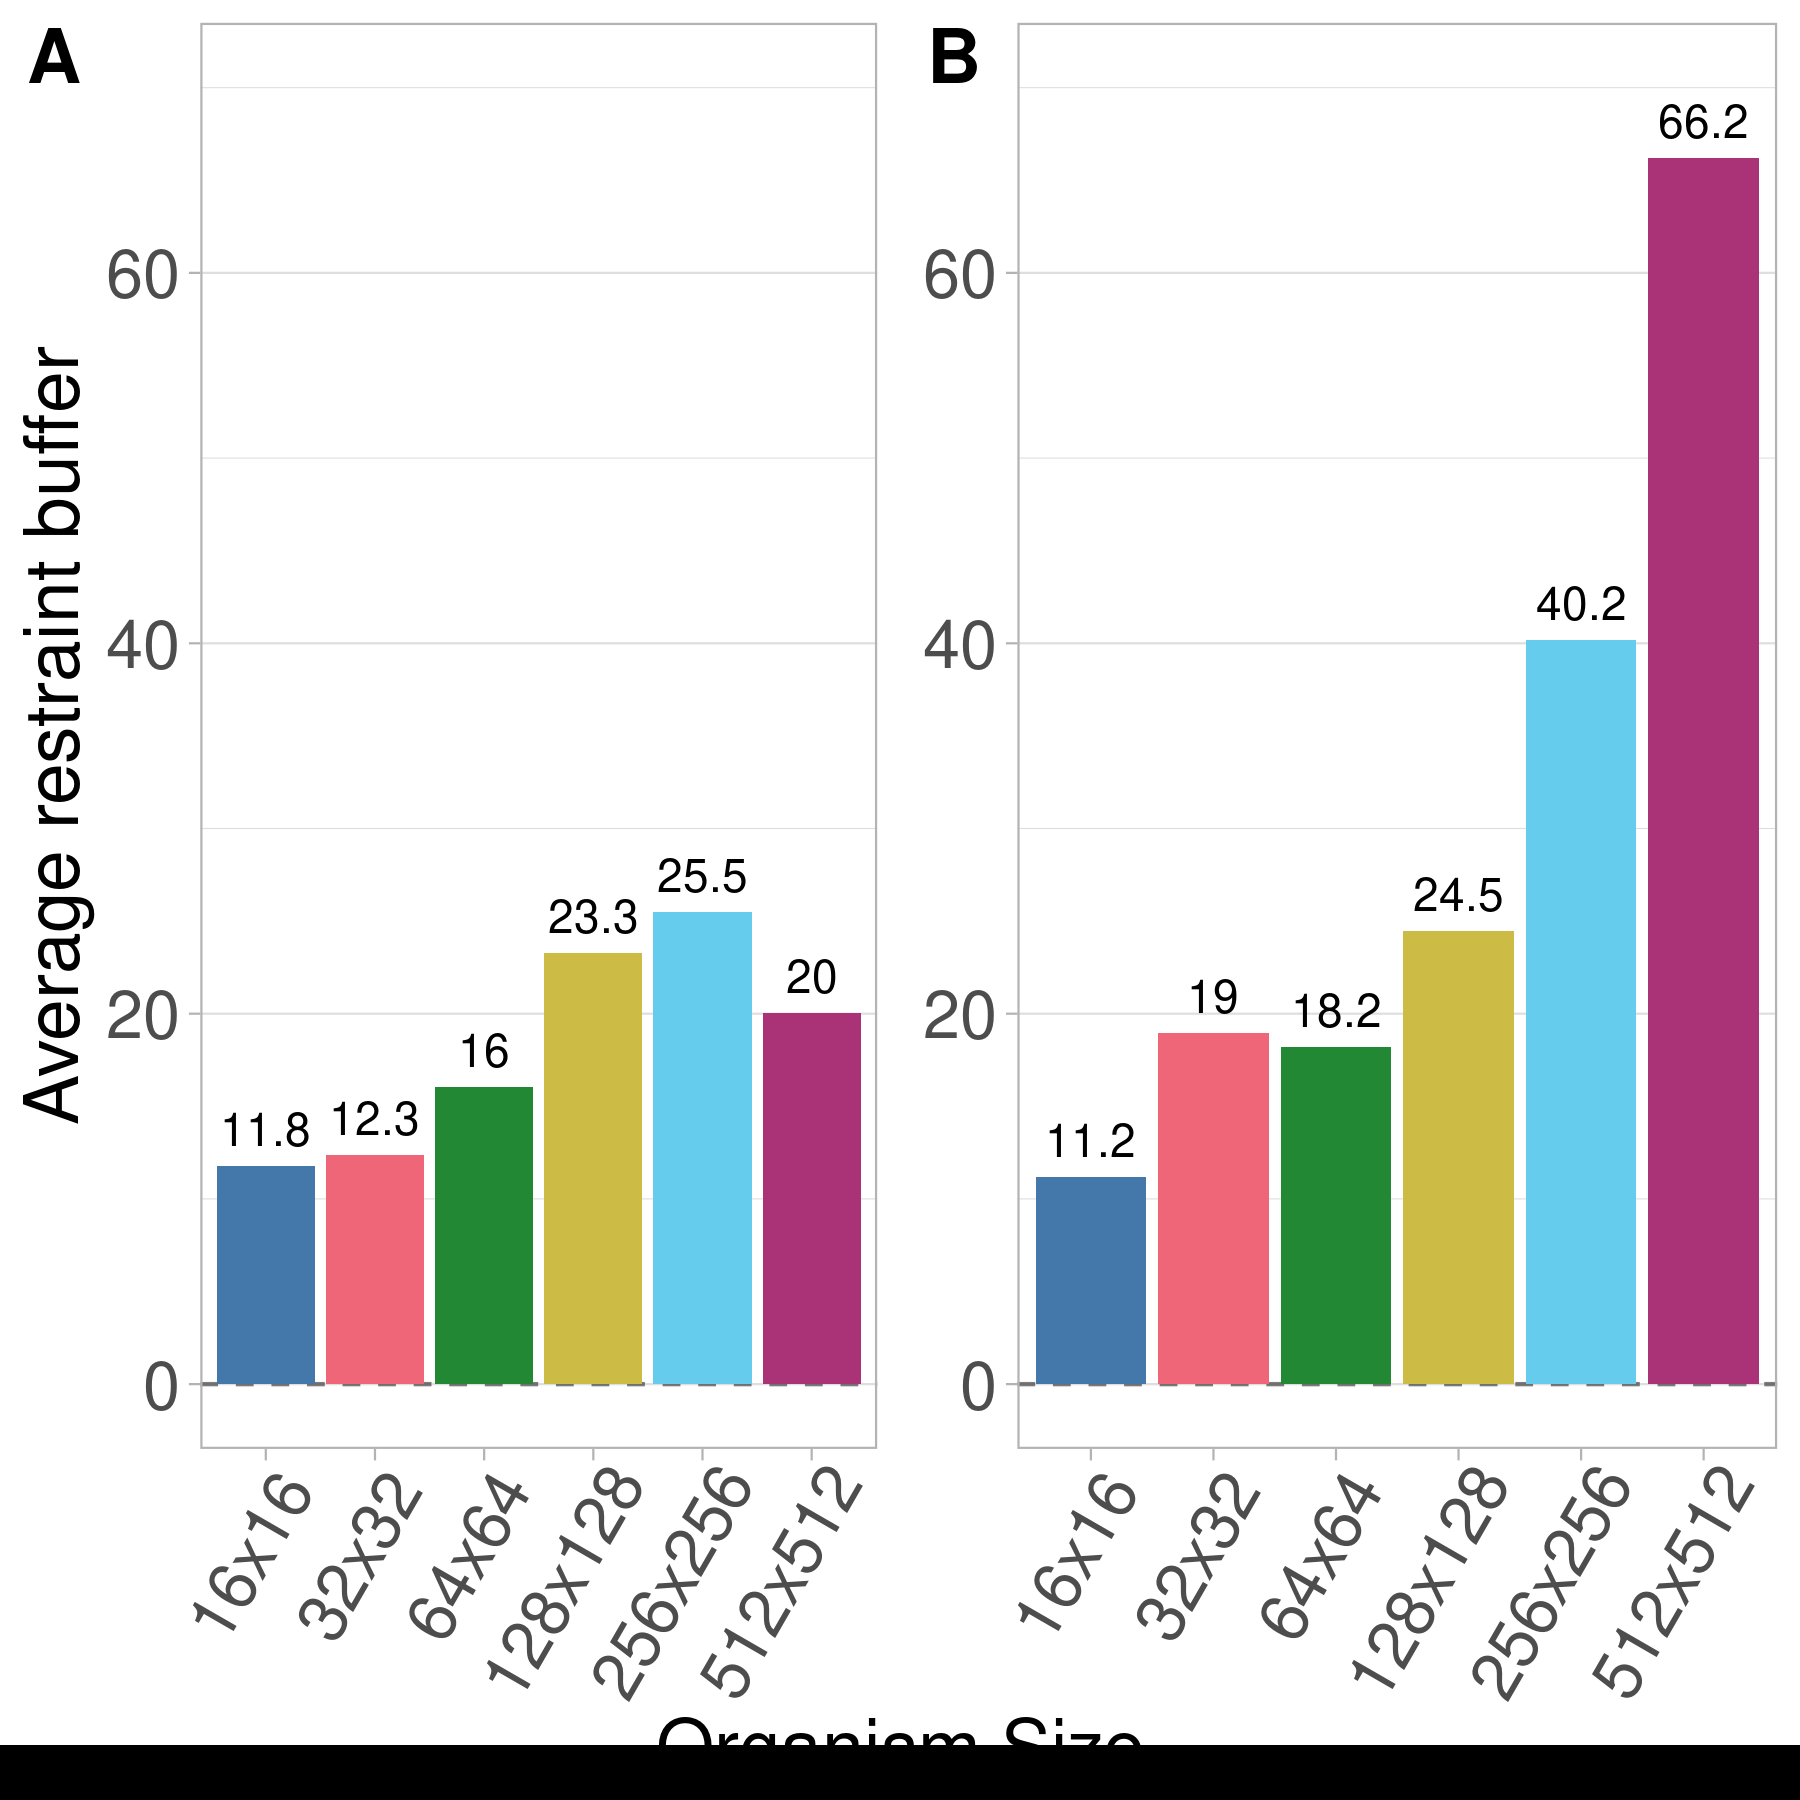 A
B
Average restraint buffer
60
40
20
0
11.8
12.3
16
23.3
25.5
20
16x16
32x32
64x64
128x128
256x256
512x512
60
40
20
0
11.2
19
18.2
24.5
40.2
66.2
16x16
32x32
64x64
128x128
256x256
512x512
Organism Size